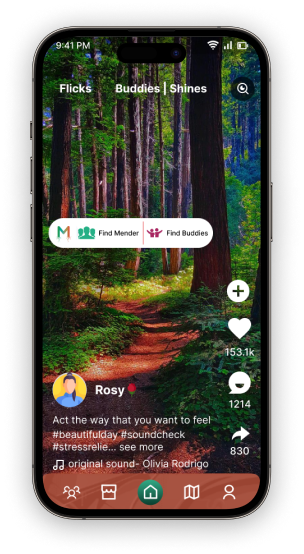 9:41 PM
Flicks Buddies | Shines
M Find Mender Find Buddies
153.1k
Rosy
1214
Act the way that you want to feel
#beautifulday #soundcheck
#stressrelie... see more
830
original sound- Olivia Rodrigo